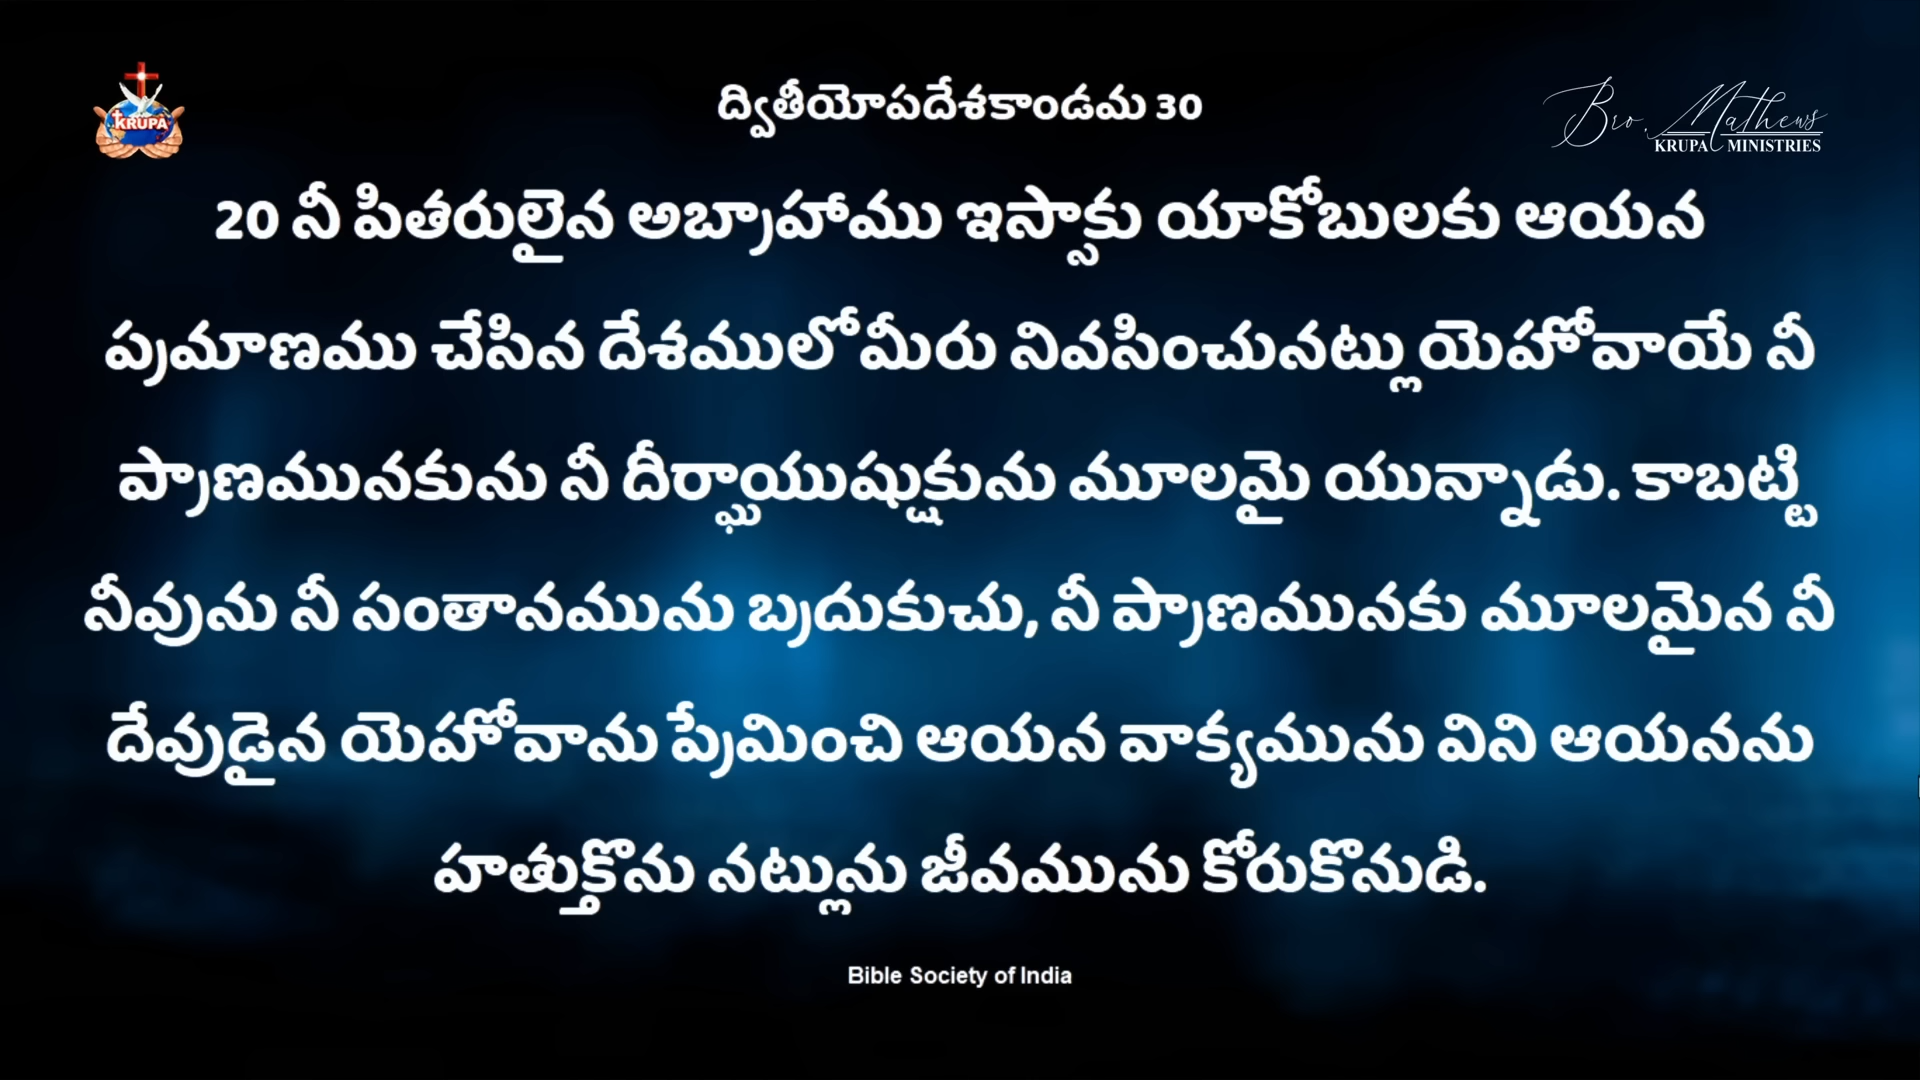 KRUPA
ద్వితీయోపదేశకాండమ 30
Bro. Mathews
KRUPA MINISTRIES
20 నీ పితరులైన అబ్రాహాము ఇస్సాకు యాకోబులకు ఆయన
ప్రమాణము చేసిన దేశములో మీరు నివసించునట్లు యెహోవాయే నీ
ప్రాణమునకును నీ దీర్ఘాయుష్షుకును మూలమై యున్నాడు. కాబట్టి
నీవును నీ సంతానమును బ్రదుకుచు, నీ ప్రాణమునకు మూలమైన నీ
దేవుడైన యెహోవాను ప్రేమించి ఆయన వాక్యమును విని ఆయనను
హత్తుకొను నట్లును జీవమును కోరుకొనుడి.
Bible Society of India